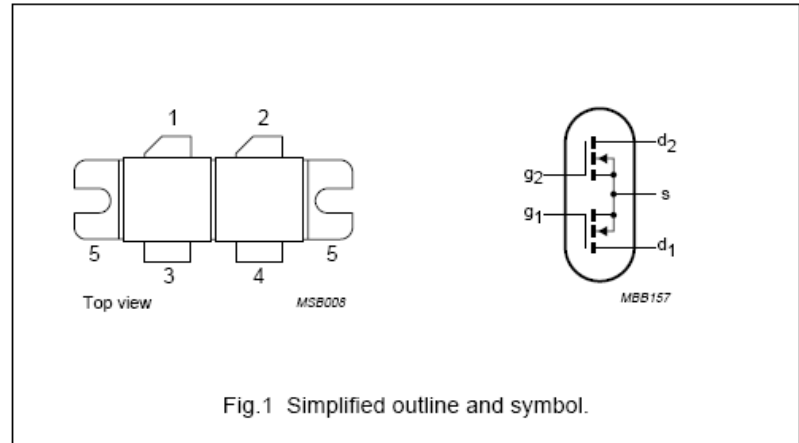 1 2
5 5
3 4
Top view MSB008
d2
g2
s
g1
d1
MBB157
Fig.1 Simplified outline and symbol.